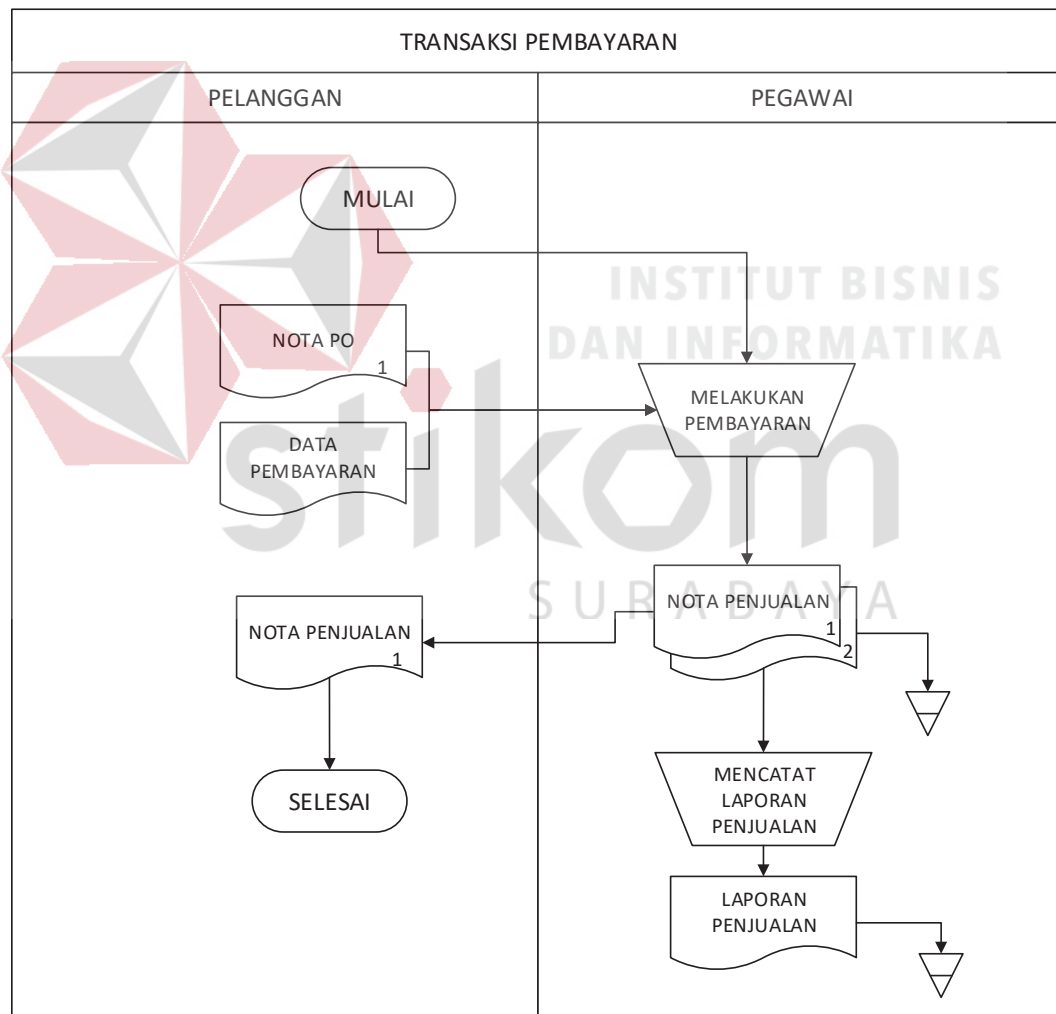 TRANSAKSI PEMBAYARAN
PELANGGAN
PEGAWAI
MULAI
INSTITUT BISNIS
DAN INFORMATIKA
NOTA PO
1
MELAKUKAN
PEMBAYARAN
DATA
PEMBAYARAN
stikom
SURABAYA
NOTA PENJUALAN
1
2
NOTA PENJUALAN
1
SELESAI
MENCATAT
LAPORAN
PENJUALAN
LAPORAN
PENJUALAN